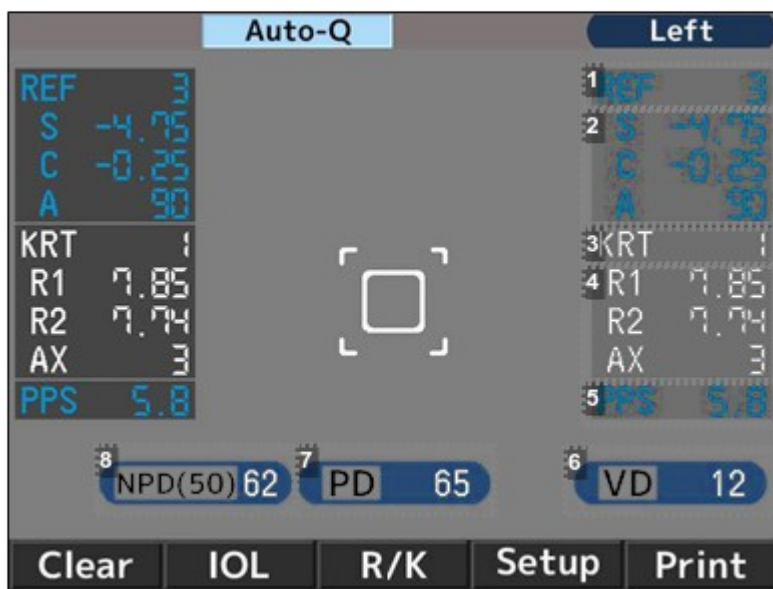 Auto-Q Left
REF 3
S -4.75
C -0.25
A 90
KRT 1
R1 7.85
R2 7.74
AX 3
PPS 5.8
1 REF 3
2 S -4.75
C -0.25
A 90
3 KRT 1
4 R1 7.85
R2 7.74
AX 3
5 PPS 5.8
8 NPD(50) 62 7 PD 65 6 VD 12
Clear IOL R/K Setup Print